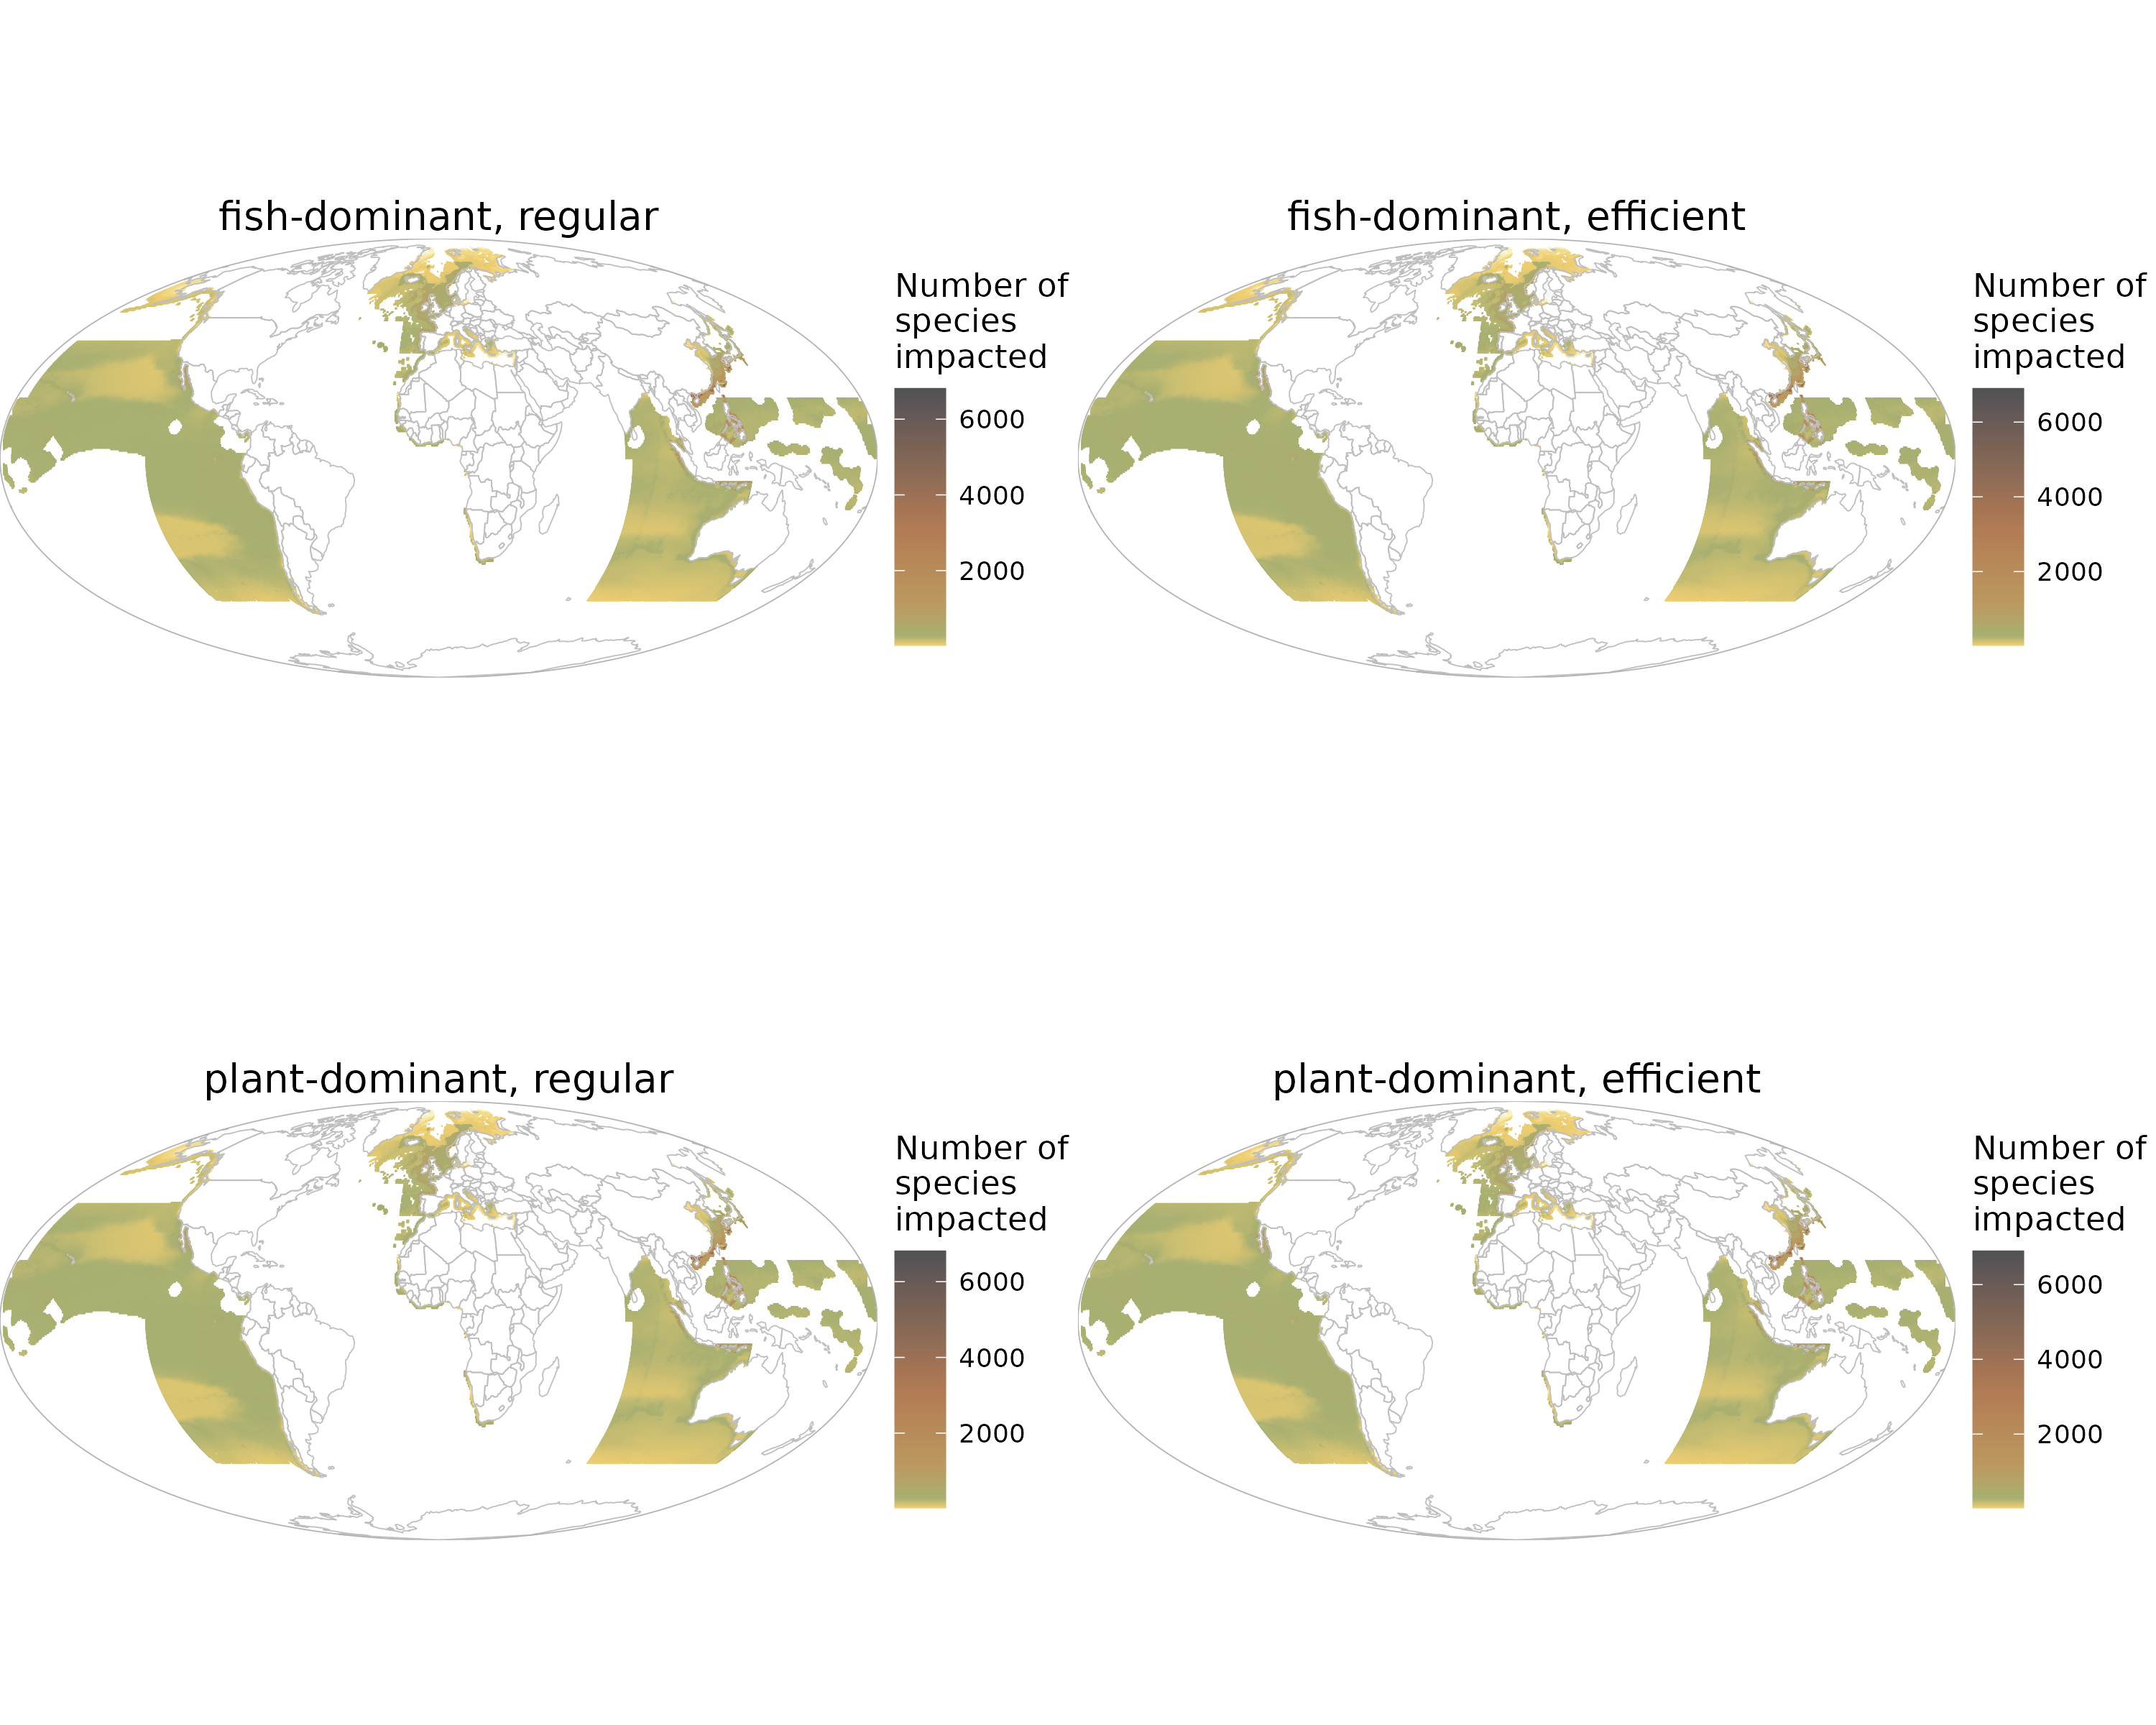 fish-dominant, regular
Number of
species
impacted
6000
4000
2000
fish-dominant, efficient
Number of
species
impacted
6000
4000
2000
plant-dominant, regular
Number of
species
impacted
6000
4000
2000
plant-dominant, efficient
Number of
species
impacted
6000
4000
2000